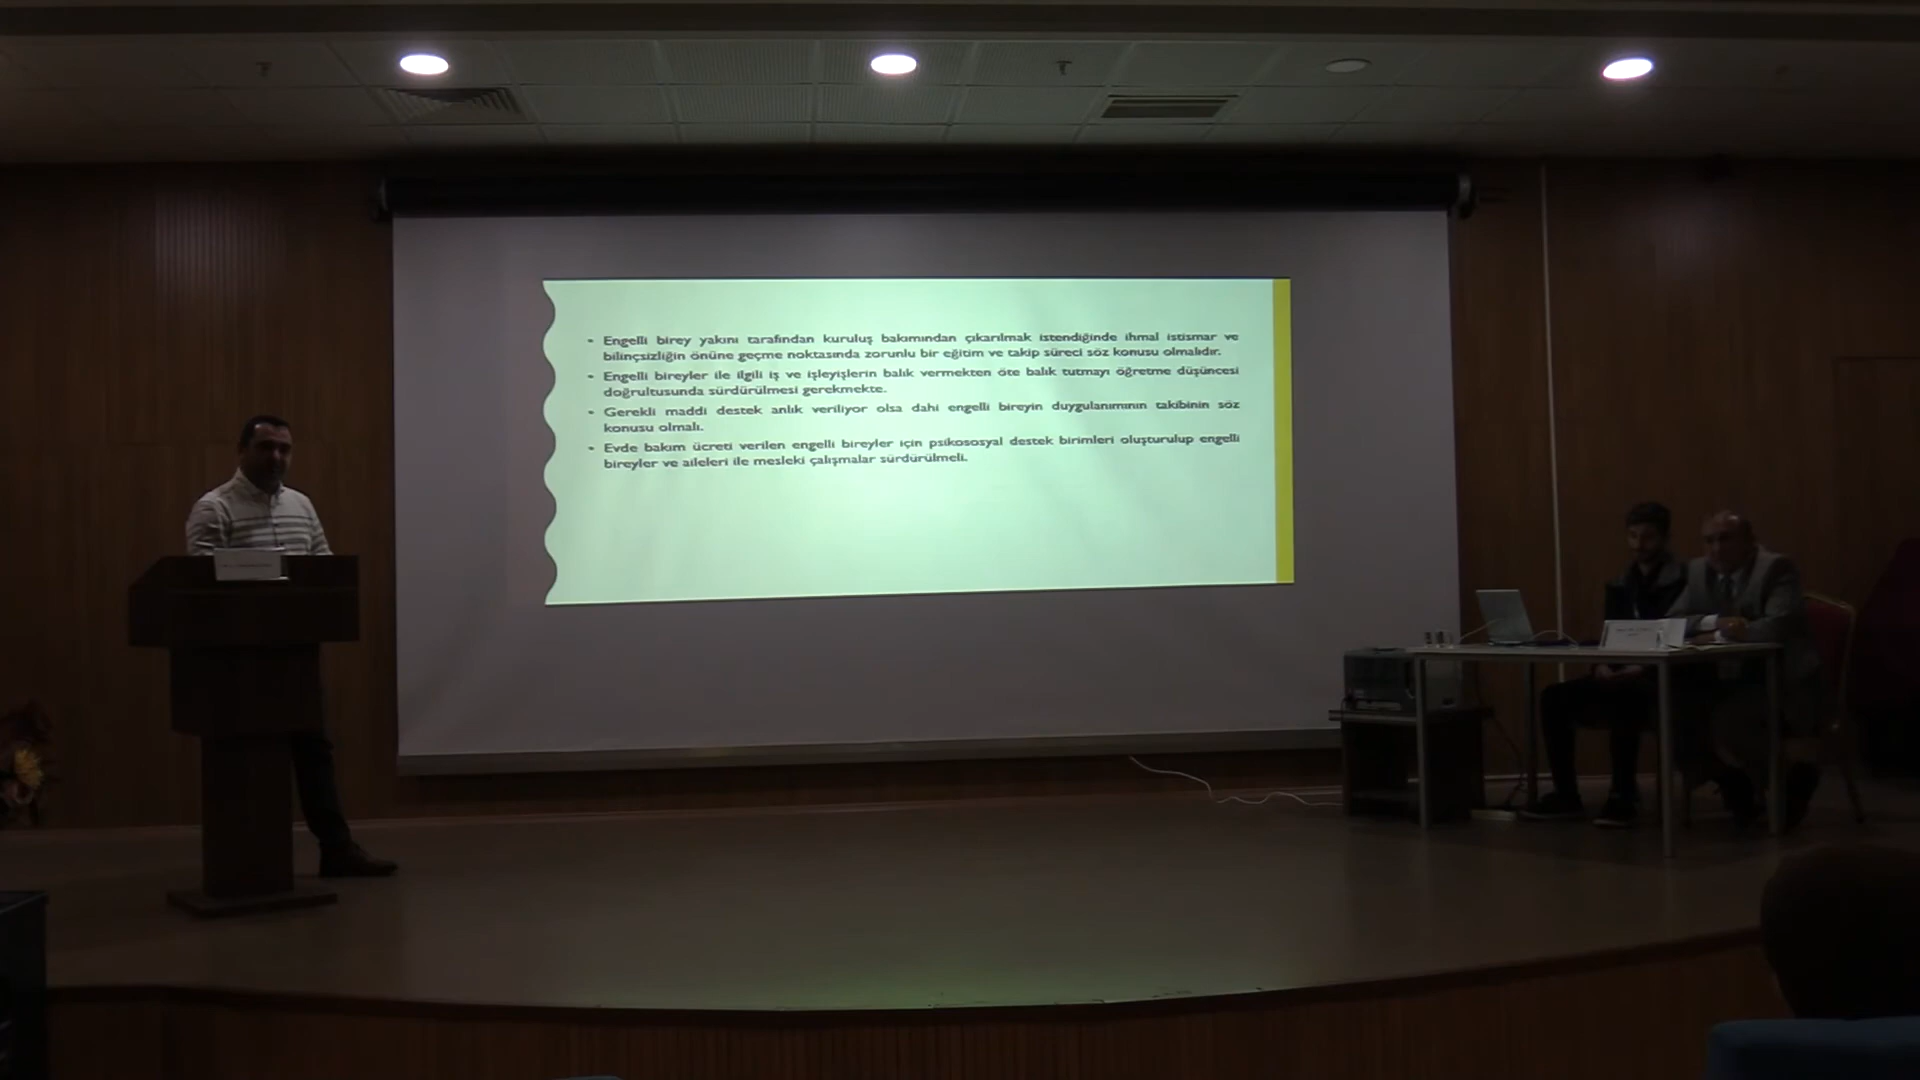 - Engelli birey yakını tarafından kuruluş bakımından çıkarılmak istendiğinde ihmal istismar ve
bilinçsizliğin önüne geçme noktasında zorunlu bir eğitim ve takip süreci söz konusu olmalıdır.
- Engelli bireyler ile ilgili iş ve işleyişlerin balık vermekten öte balık tutmayı öğretme düşüncesi
doğrultusunda sürdürülmesi gerekmekte.
- Gerekli maddi destek anlık veriliyor olsa dahi engelli bireyin duygulanımının takibinin söz
konusu olmalı.
- Evde bakım ücreti verilen engelli bireyler için psikososyal destek birimleri oluşturulup engelli
bireyler ve aileleri ile mesleki çalışmalar sürdürülmeli.